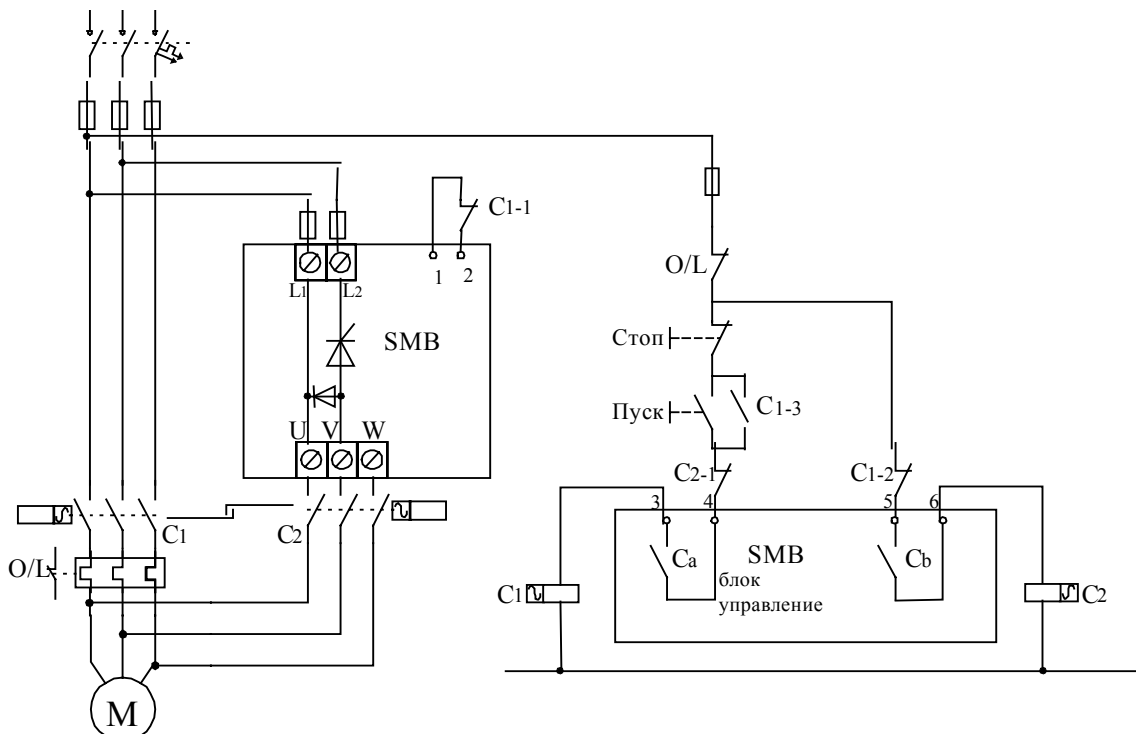 C1-1
1 2
L1 L2
SMB
U V W
C1
C2
O/L
M
O/L
Стоп
Пуск
C1-3
C2-1
C1-2
3 4 5 6
Ca
SMB
Cb
блок
управление
C1
C2